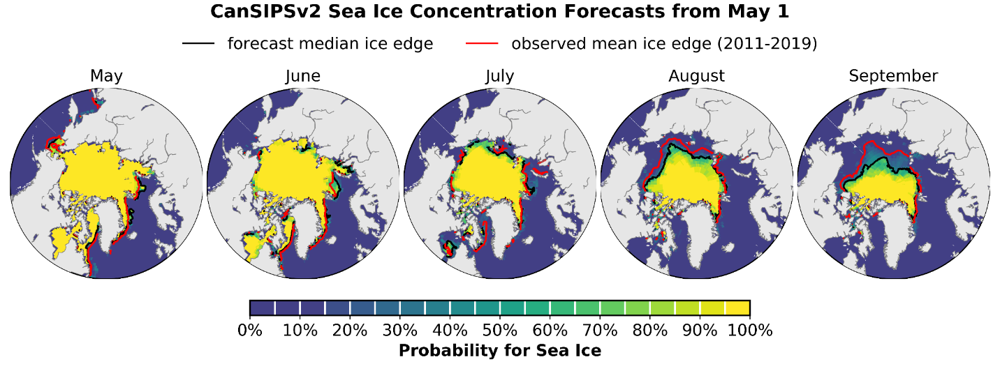 CanSIPSv2 Sea Ice Concentration Forecasts from May 1
forecast median ice edge observed mean ice edge (2011-2019)
May June July August September
0% 10% 20% 30% 40% 50% 60% 70% 80% 90% 100%
Probability for Sea Ice